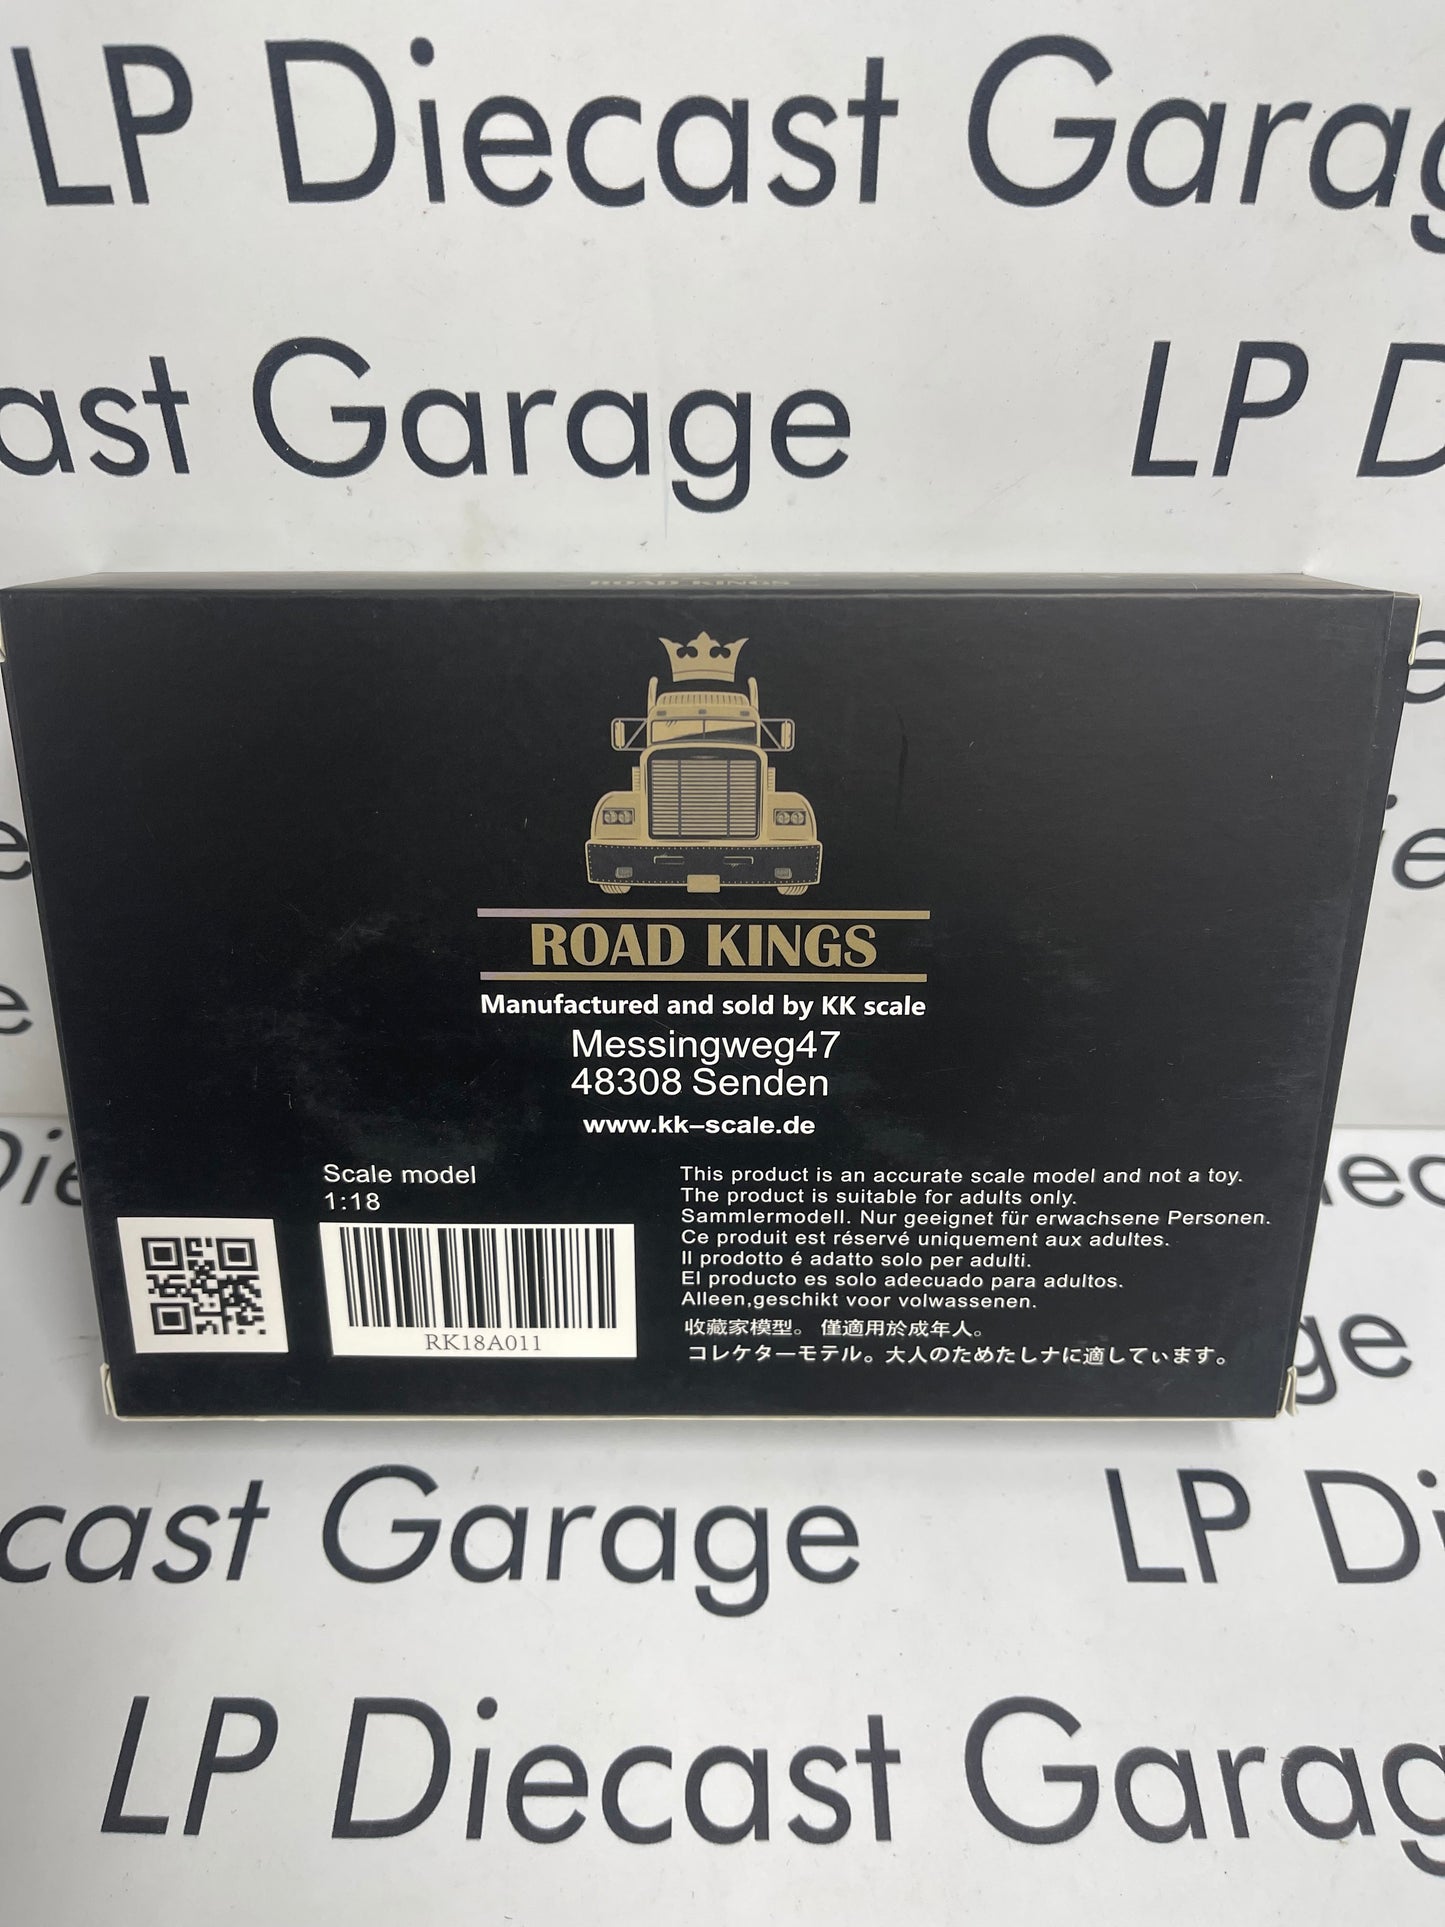 LP Diecast Garag
ast Garage LP D
ROAD KINGS
ROAD KINGS
Manufactured and sold by KK scale
Messingweg47
48308 Senden
www.kk–scale.de
Scale model
1:18
RK18A011
This product is an accurate scale model and not a toy.
The product is suitable for adults only.
Sammlermodell. Nur geeignet für erwachsene Personen.
Ce produit est réservé uniquement aux adultes.
Il prodotto é adatto solo per adulti.
El producto es solo adecuado para adultos.
Alleen,geschikt voor volwassenen.
收藏家模型。 僅適用於成年人。
コレケターモテル。大人のためたしナに適しています。
cast Garage LP Di
LP Diecast Garag